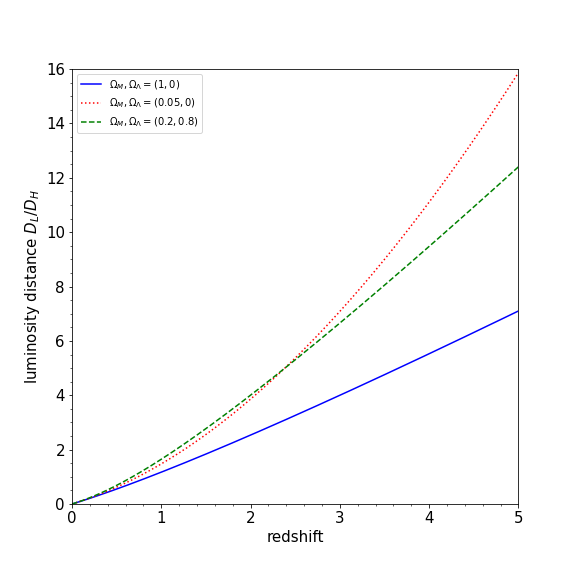 16
14
12
10
8
6
4
2
0
luminosity distance D_L/D_H
Ω_M, Ω_Λ = (1, 0)
Ω_M, Ω_Λ = (0.05, 0)
Ω_M, Ω_Λ = (0.2, 0.8)
0 1 2 3 4 5
redshift